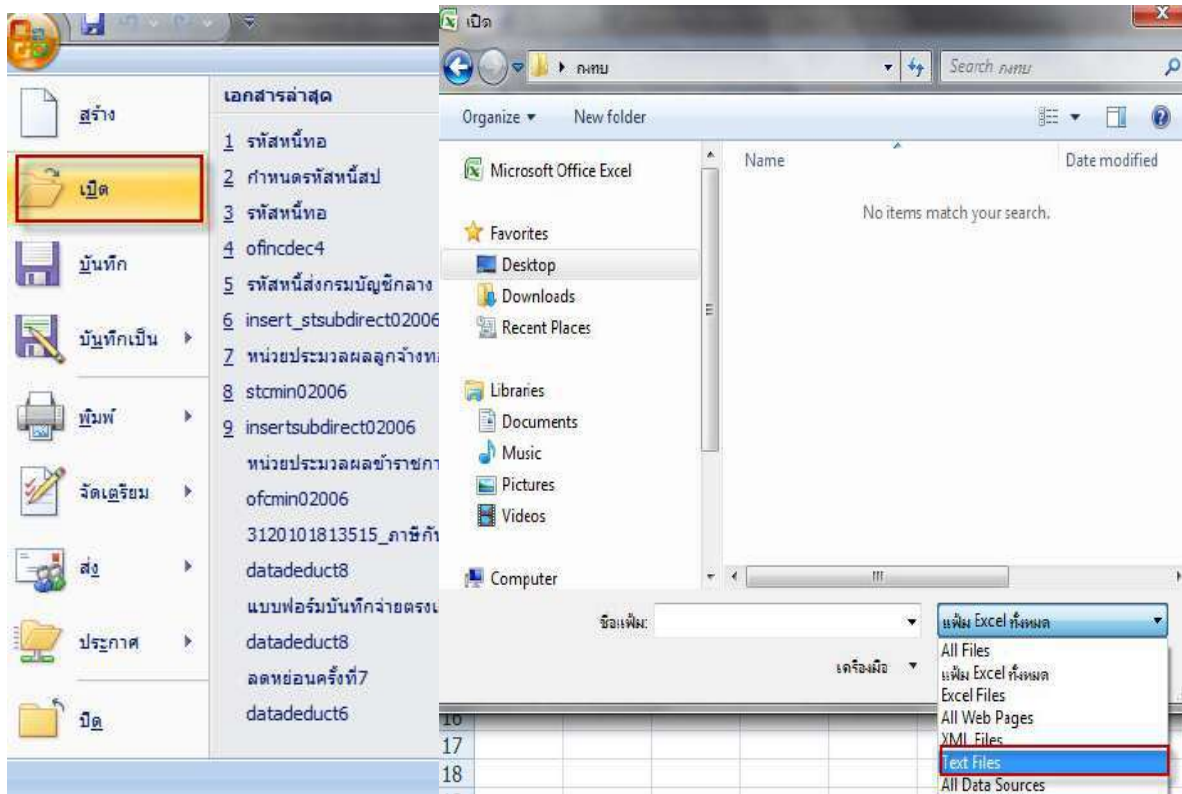 สร้าง
เปิด
บันทึก
บันทึกเป็น
พิมพ์
จัดเตรียม
ส่ง
ประกาศ
ปิด
เอกสารล่าสุด
1 รหัสหนี้ทอ
2 กำหนดรหัสหนี้สป
3 รหัสหนี้ทอ
4 ofincdec4
5 รหัสหนี้ส่งกรมบัญชีกลาง
6 insert_stsubdirect02006
7 หน่วยประมวลผลลูกจ้างทอ
8 stcmin02006
9 insertsubdirect02006
หน่วยประมวลผลข้าราชกา
ofcmin02006
3120101813515_ภาษีกับ
datadeduct8
แบบฟอร์มบันทึกจ่ายตรงเ
datadeduct8
ลดหย่อนครั้งที่7
datadeduct6
เปิด
X
กงทบ
Search กงทบ
Organize
New folder
Microsoft Office Excel
Favorites
Desktop
Downloads
Recent Places
Libraries
Documents
Music
Pictures
Videos
Computer
Name
Date modified
No items match your search.
ชื่อแฟ้ม:
แฟ้ม Excel ทั้งหมด
เครื่องมือ
All Files
แฟ้ม Excel ทั้งหมด
Excel Files
All Web Pages
XML Files
Text Files
All Data Sources
16
17
18